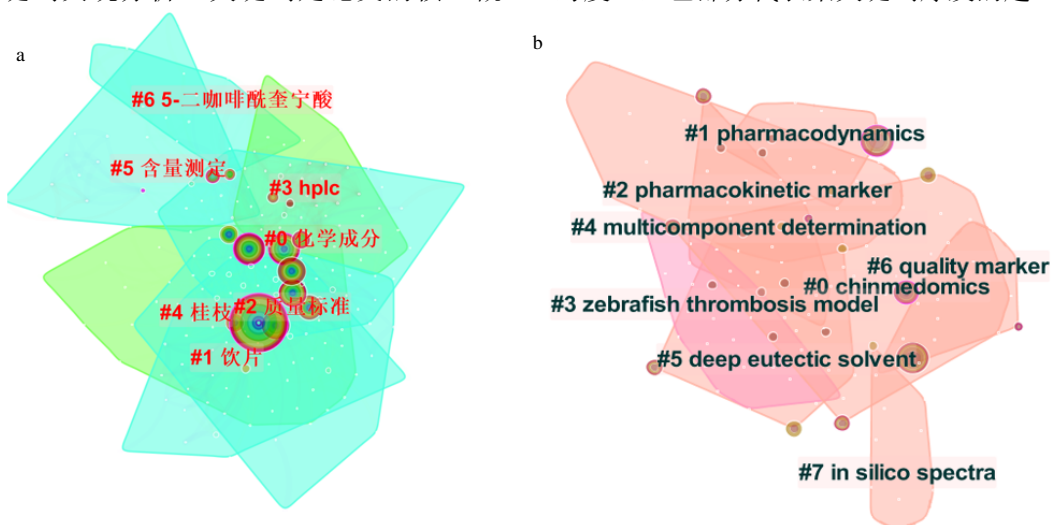 a
#6 5-二咖啡酰奎宁酸
#5 含量测定
#3 hplc
#0 化学成分
#4 桂枝
#2 质量标准
#1 饮片
b
#1 pharmacodynamics
#2 pharmacokinetic marker
#4 multicomponent determination
#6 quality marker
#0 chinmedomics
#3 zebrafish thrombosis model
#5 deep eutectic solvent
#7 in silico spectra